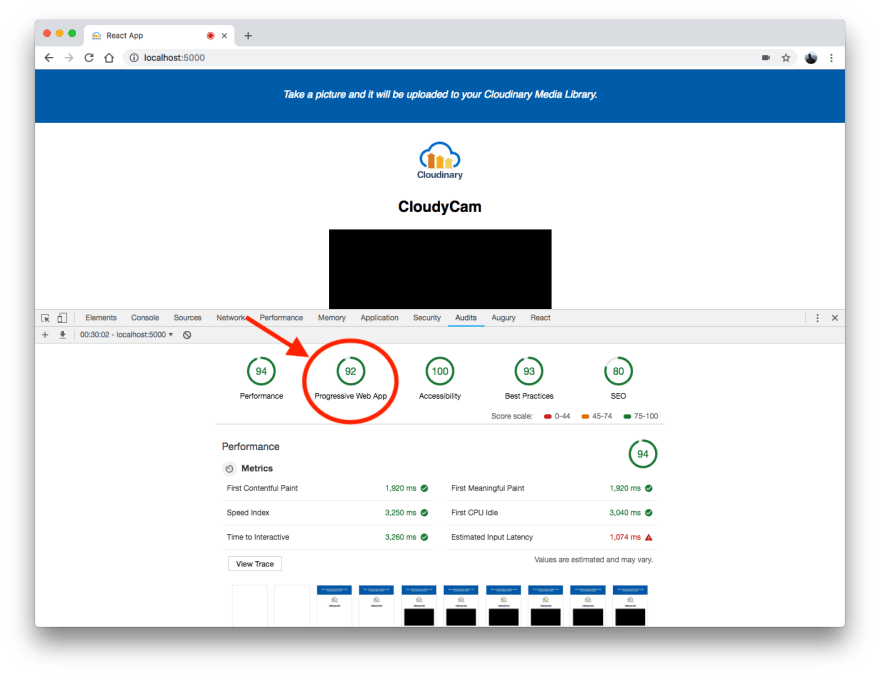 React App
localhost:5000
Take a picture and it will be uploaded to your Cloudinary Media Library.
Cloudinary
CloudyCam
Elements Console Sources Network Performance Memory Application Security Audits Augury React
00:30:02 - localhost:5000
94 92 100 93 80
Performance Progressive Web App Accessibility Best Practices SEO
Score scale: 0-44 45-74 75-100
Performance
94
Metrics
First Contentful Paint 1,920 ms First Meaningful Paint 1,920 ms
Speed Index 3,250 ms First CPU Idle 3,040 ms
Time to Interactive 3,260 ms Estimated Input Latency 1,074 ms
View Trace Values are estimated and may vary.